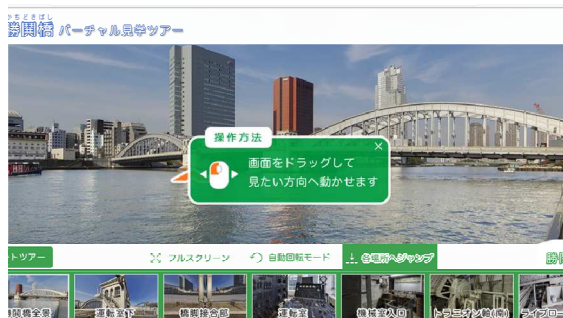 かちどきばし
勝鬨橋 バーチャル見学ツアー
操作方法
画面をドラッグして
見たい方向へ動かせます
トツアー
フルスクリーン
自動回転モード
各場所へジャンプ
勝
鬨橋全景
運転室下
橋脚接合部
運転室
機械室入口
トラニオン軸(南)
ライブロー